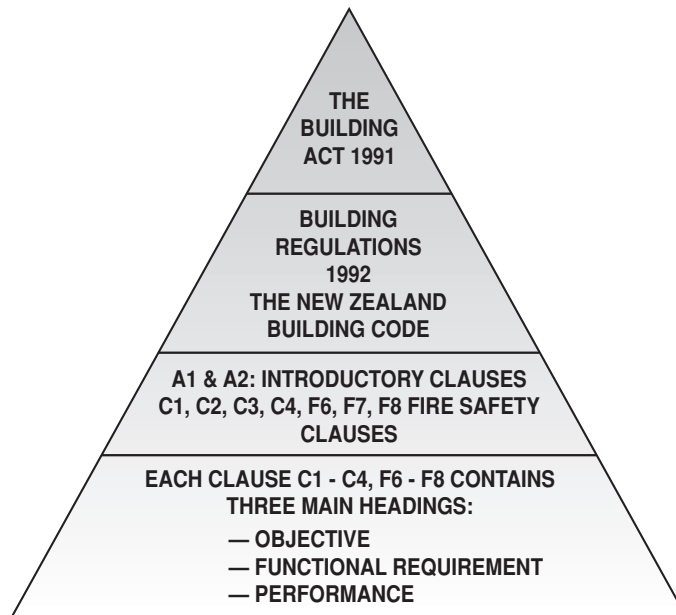 THE
BUILDING
ACT 1991
BUILDING
REGULATIONS
1992
THE NEW ZEALAND
BUILDING CODE
A1 & A2: INTRODUCTORY CLAUSES
C1, C2, C3, C4, F6, F7, F8 FIRE SAFETY
CLAUSES
EACH CLAUSE C1 - C4, F6 - F8 CONTAINS
THREE MAIN HEADINGS:
— OBJECTIVE
— FUNCTIONAL REQUIREMENT
— PERFORMANCE